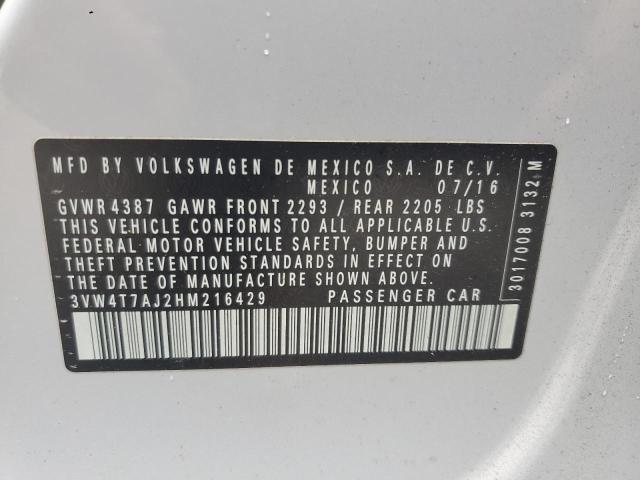 MFD BY VOLKSWAGEN DE MEXICO S.A. DE C.V.
MEXICO 07/16
GVWR 4387 GAWR FRONT 2293 / REAR 2205 LBS
THIS VEHICLE CONFORMS TO ALL APPLICABLE U.S.
FEDERAL MOTOR VEHICLE SAFETY, BUMPER AND
THEFT PREVENTION STANDARDS IN EFFECT ON
THE DATE OF MANUFACTURE SHOWN ABOVE.
3VW4T7AJ2HM216429 PASSENGER CAR
3017008 3132 M